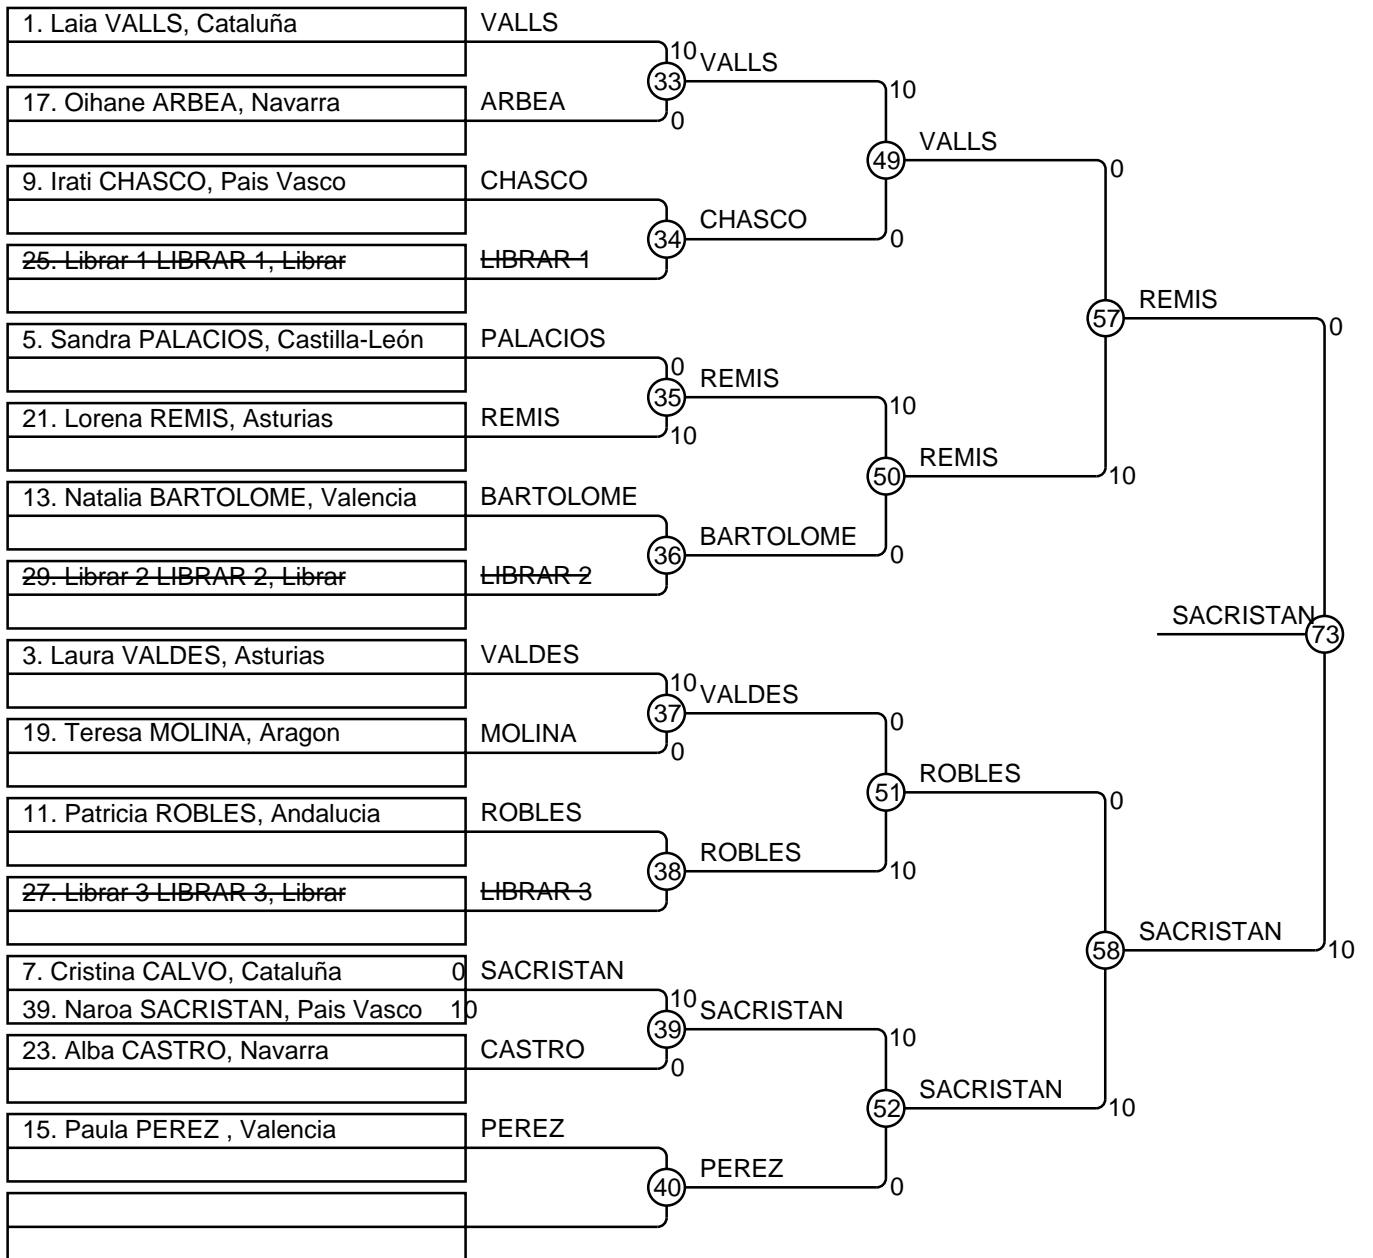 1. Laia VALLS, Cataluña
VALLS
10
33
VALLS
17. Oihane ARBEA, Navarra
ARBEA
0
10
49
VALLS
9. Irati CHASCO, Pais Vasco
CHASCO
34
CHASCO
0
25. Librar 1 LIBRAR 1, Librar
LIBRAR 1
0
57
REMIS
5. Sandra PALACIOS, Castilla-León
PALACIOS
0
35
REMIS
21. Lorena REMIS, Asturias
REMIS
10
10
50
REMIS
10
13. Natalia BARTOLOME, Valencia
BARTOLOME
36
BARTOLOME
0
29. Librar 2 LIBRAR 2, Librar
LIBRAR 2
0
SACRISTAN
73
3. Laura VALDES, Asturias
VALDES
10
37
VALDES
19. Teresa MOLINA, Aragon
MOLINA
0
0
51
ROBLES
11. Patricia ROBLES, Andalucia
ROBLES
38
ROBLES
10
27. Librar 3 LIBRAR 3, Librar
LIBRAR 3
0
58
SACRISTAN
10
7. Cristina CALVO, Cataluña 0
SACRISTAN
39. Naroa SACRISTAN, Pais Vasco 10
10
39
SACRISTAN
23. Alba CASTRO, Navarra
CASTRO
0
10
52
SACRISTAN
10
15. Paula PEREZ , Valencia
PEREZ
40
PEREZ
0